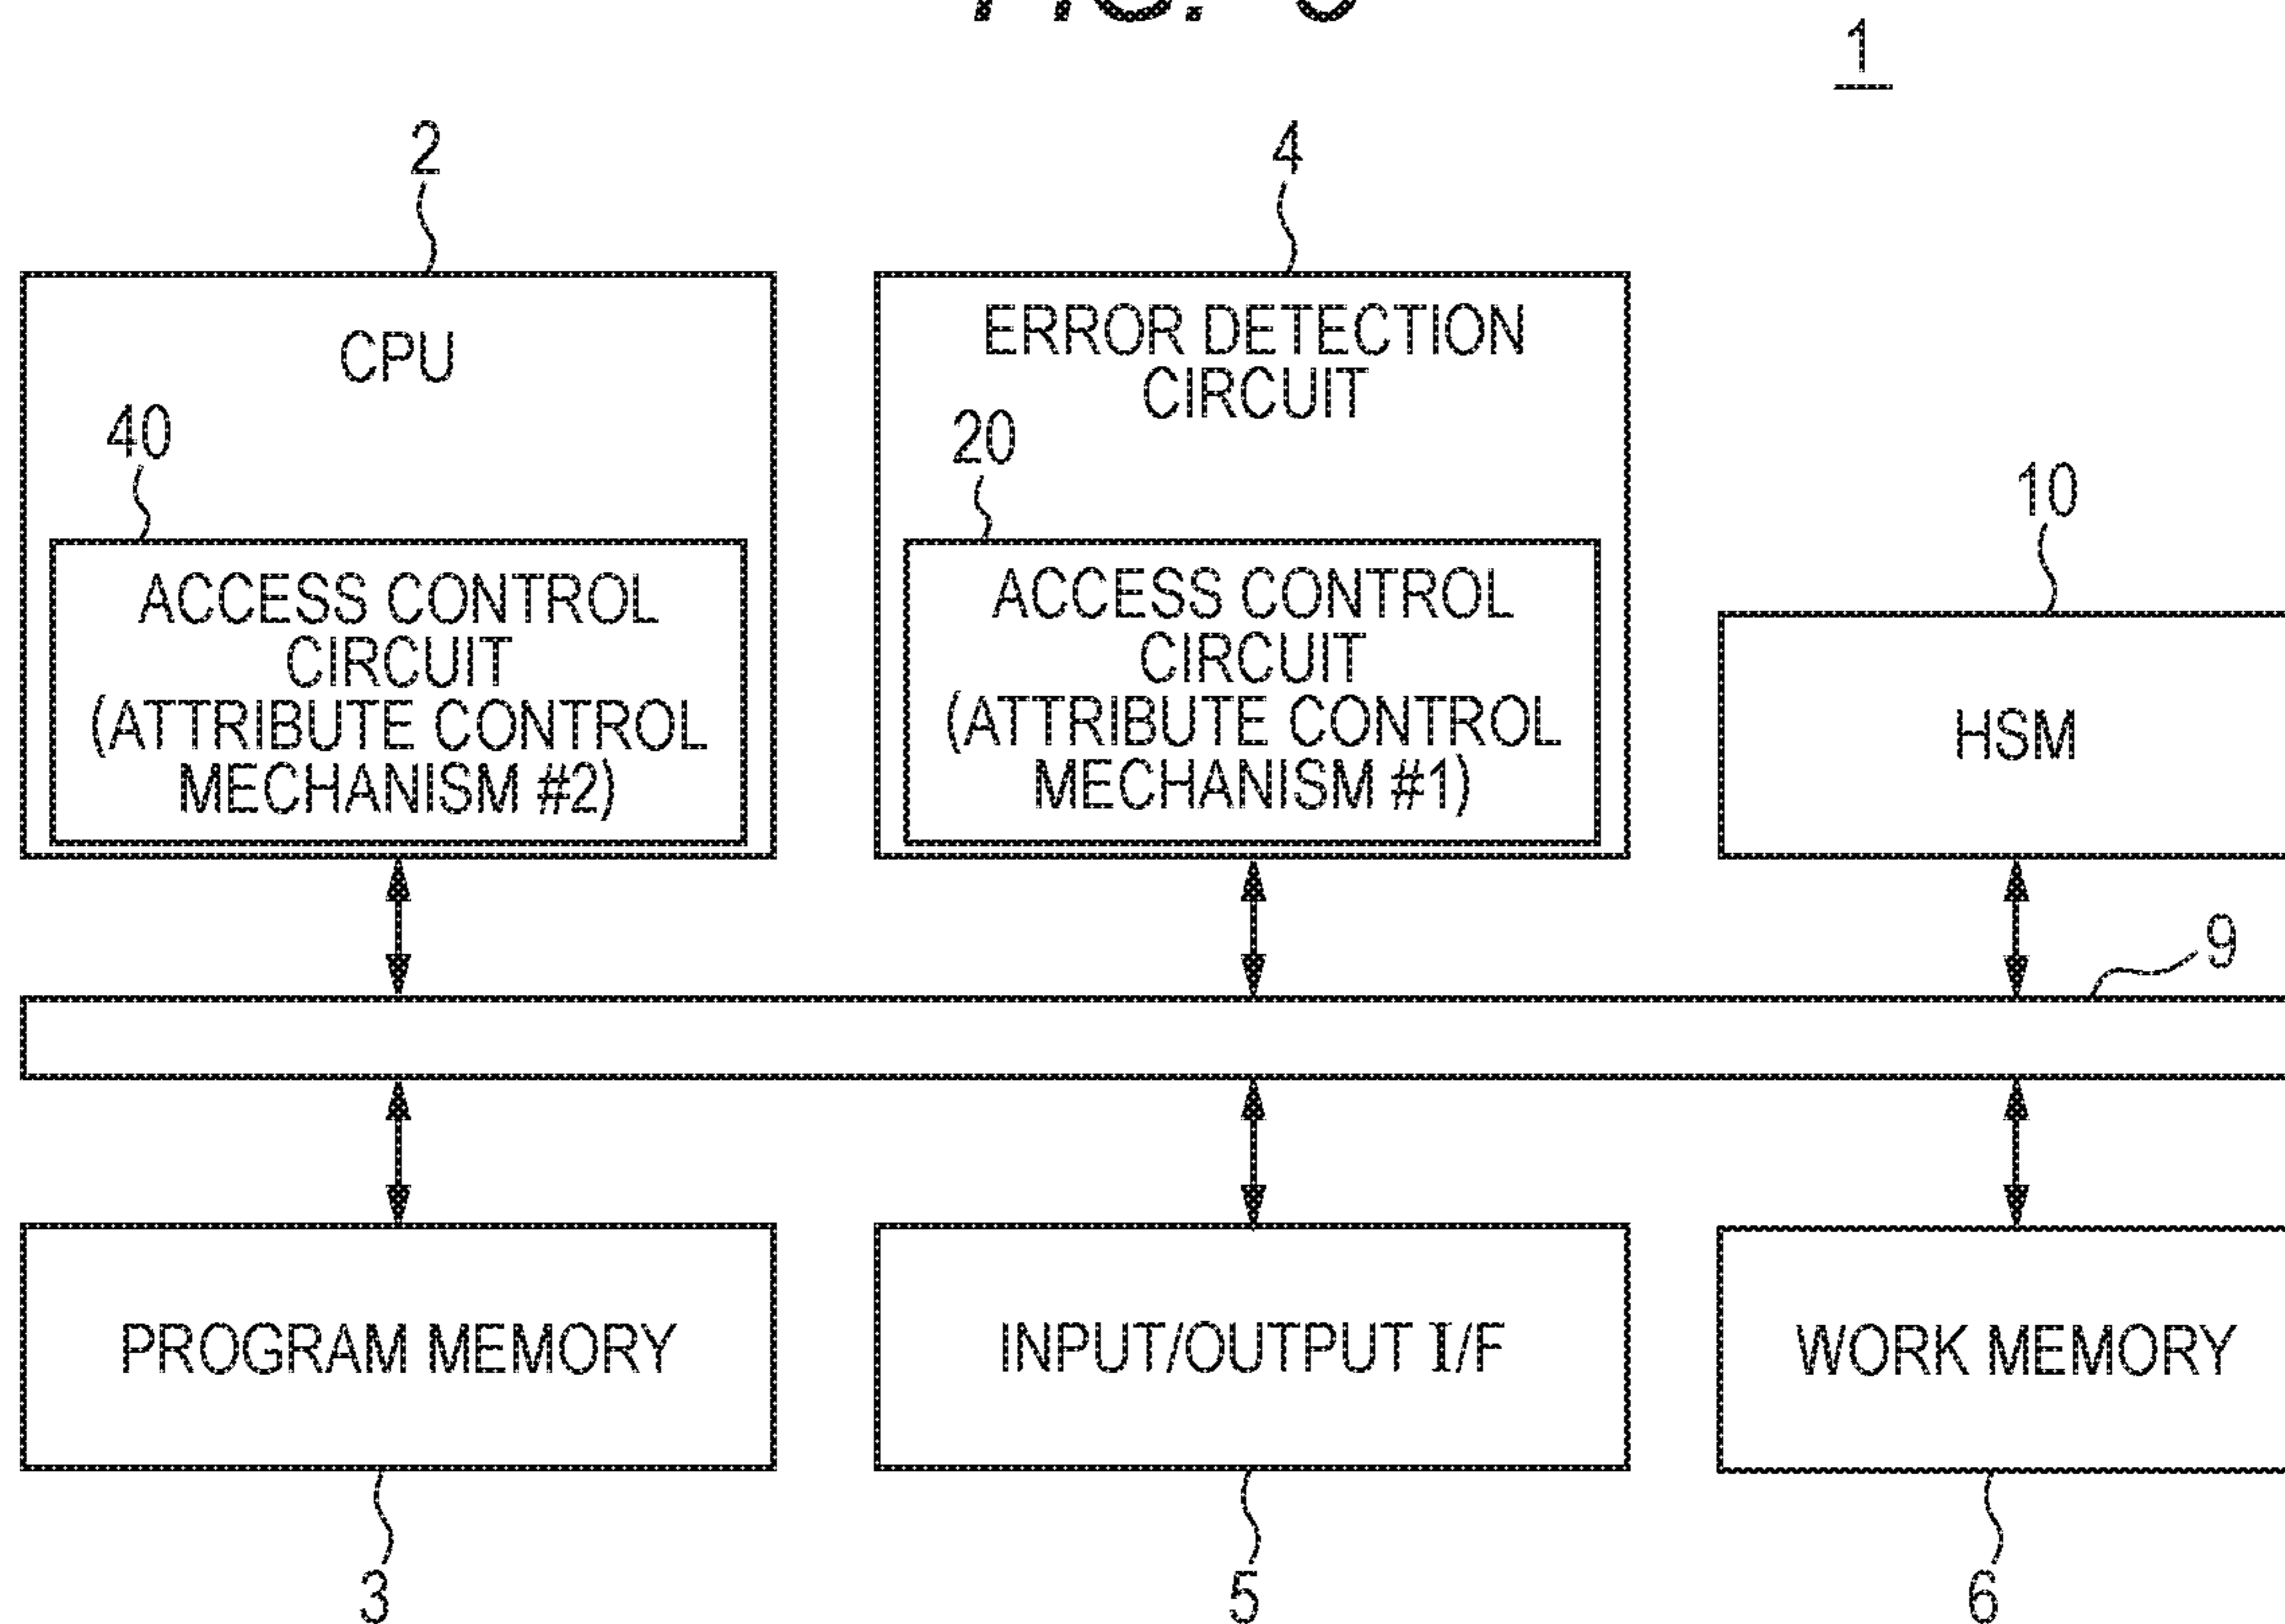 1
2
4
CPU
ERROR DETECTION
CIRCUIT
40
20
10
ACCESS CONTROL
CIRCUIT
(ATTRIBUTE CONTROL
MECHANISM #2)
ACCESS CONTROL
CIRCUIT
(ATTRIBUTE CONTROL
MECHANISM #1)
HSM
9
PROGRAM MEMORY
INPUT/OUTPUT I/F
WORK MEMORY
3
5
6